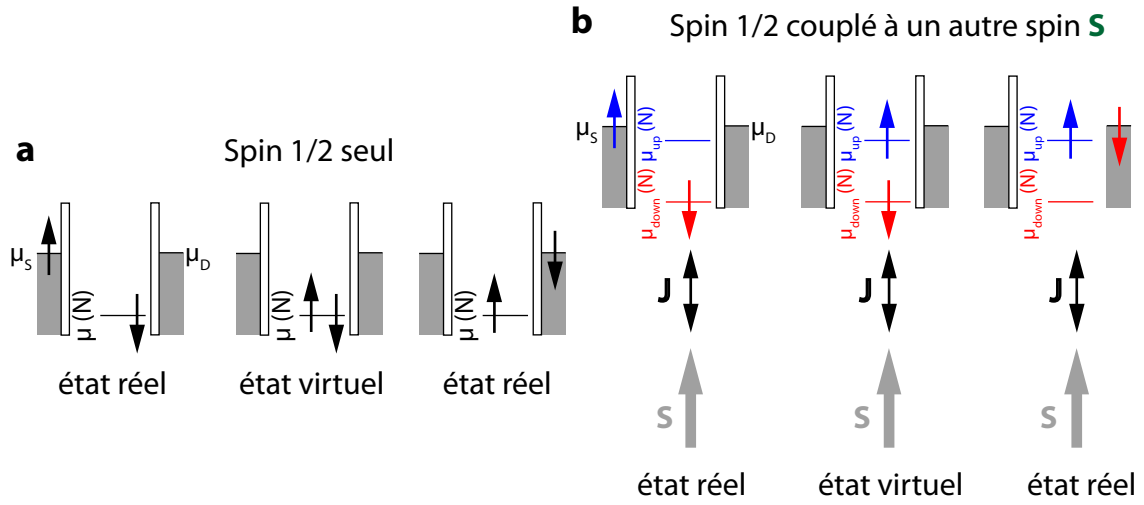 a
Spin 1/2 seul
μS
μ (N)
μD
μ (N)
μ (N)
état réel
état virtuel
état réel
b
Spin 1/2 couplé à un autre spin S
μS
μup (N)
μdown (N)
μD
μup (N)
μdown (N)
μup (N)
μdown (N)
J
J
J
S
S
S
état réel
état virtuel
état réel